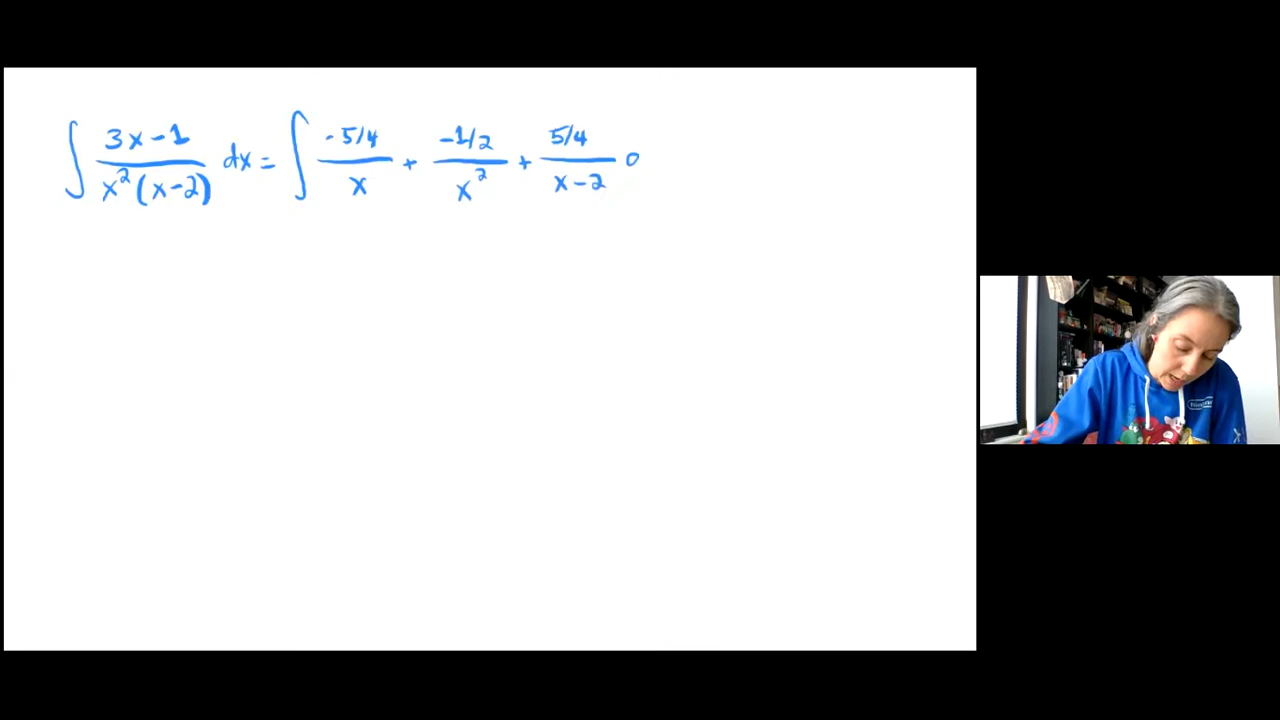 ∫ (3x-1)/(x²(x-2)) dx = ∫ (-5/4)/x + (-1/2)/x² + (5/4)/(x-2)